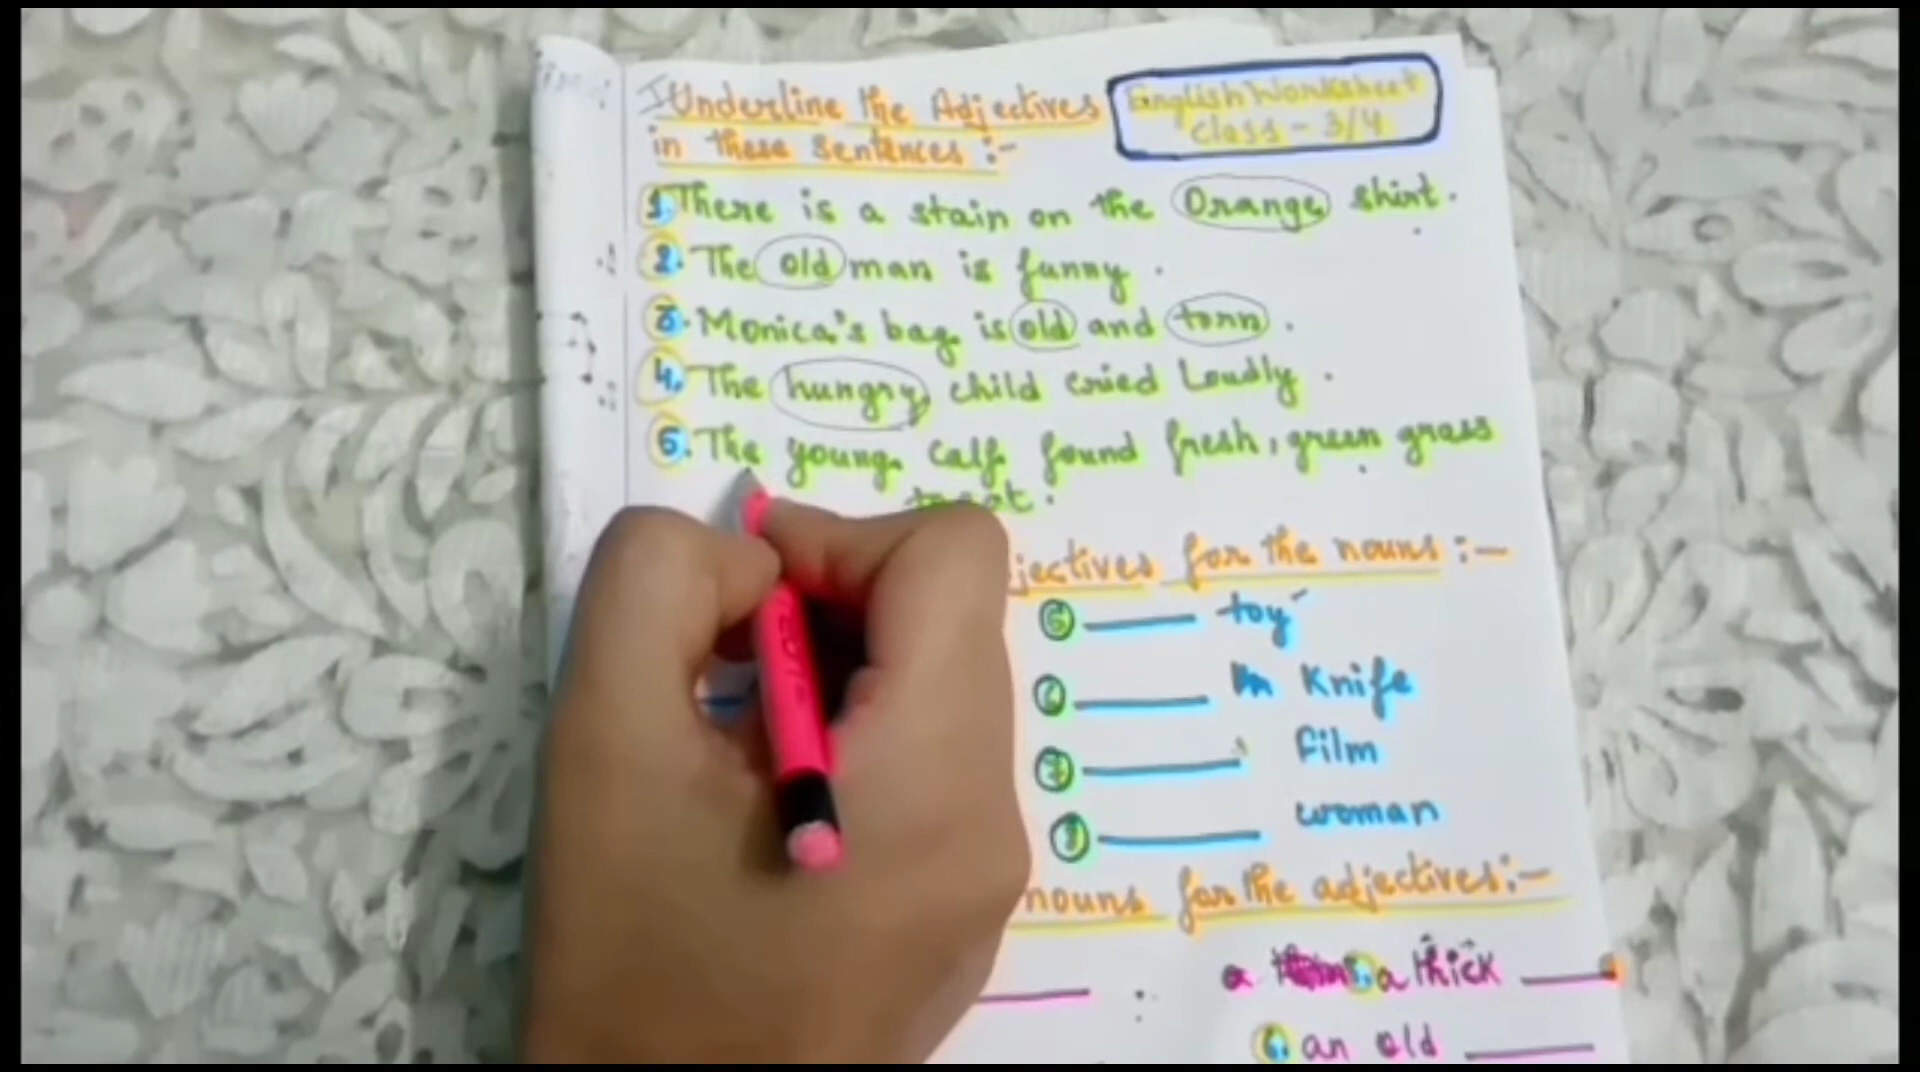 I Underline the Adjectives
in these sentences :-
English Worksheet
Class - 3/4
1. There is a stain on the Orange shirt.
2. The old man is funny.
3. Monica's bag is old and torn.
4. The hungry child cried Loudly.
5. The young calf found fresh, green grass
to eat.
jectives for the nouns :-
toy
Knife
film
woman
nouns for the adjectives :-
a thick
6. an old